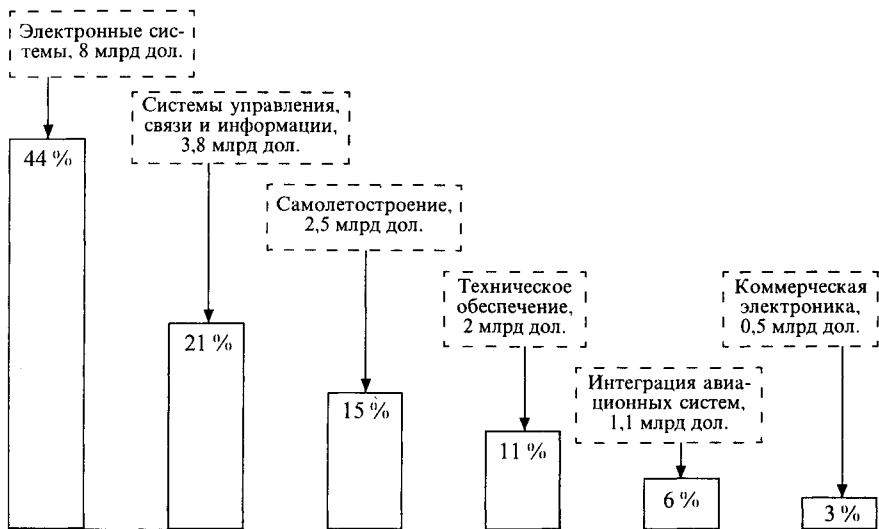 Электронные сис-
темы, 8 млрд дол.
44 %
Системы управления,
связи и информации,
3,8 млрд дол.
21 %
Самолетостроение,
2,5 млрд дол.
15 %
Техническое
обеспечение,
2 млрд дол.
11 %
Интеграция авиа-
ционных систем,
1,1 млрд дол.
6 %
Коммерческая
электроника,
0,5 млрд дол.
3 %